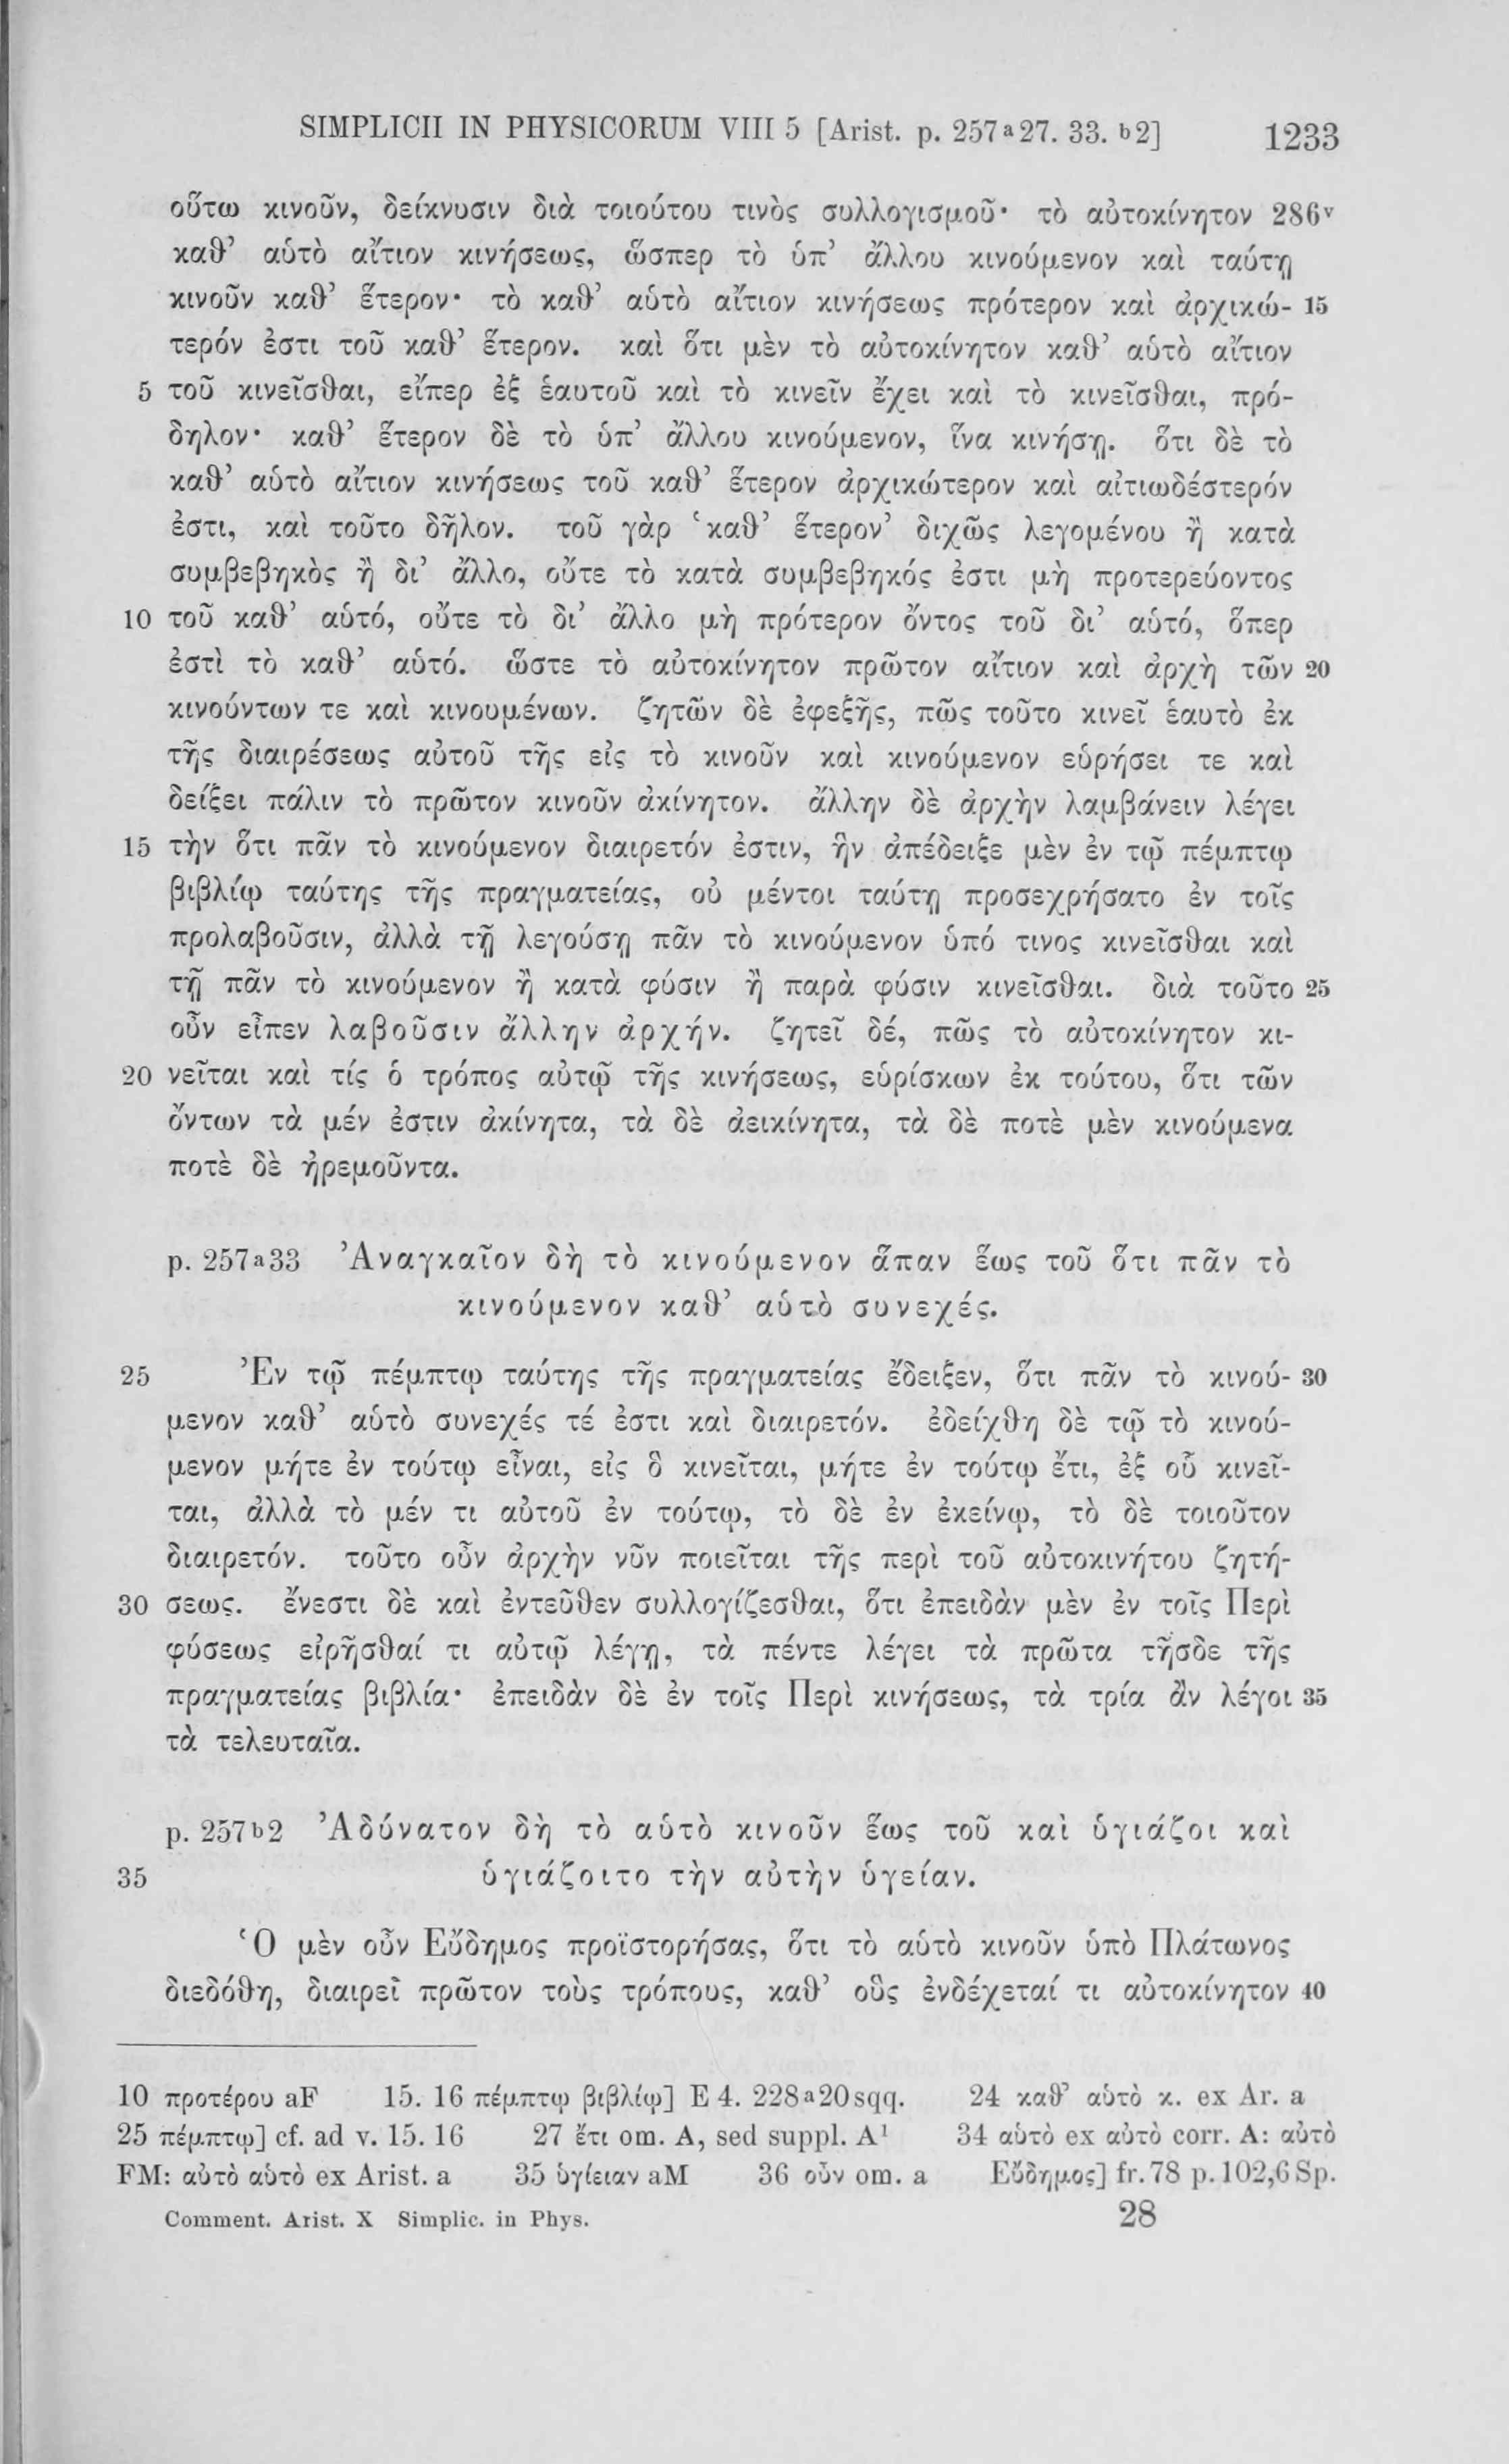 SIMPLICII IN PHYSICORUM VIII 5 [Arist. p. 257ᵃ27. 33. ᵇ2] 1233
οὕτω κινοῦν, δείκνυσιν διὰ τοιούτου τινὸς συλλογισμοῦ· τὸ αὐτοκίνητον 286ᵛ
καθ’ αὑτὸ αἴτιον κινήσεως, ὥσπερ τὸ ὑπ’ ἄλλου κινούμενον καὶ ταύτῃ
κινοῦν καθ’ ἕτερον· τὸ καθ’ αὑτὸ αἴτιον κινήσεως πρότερον καὶ ἀρχικώ- 15
τερόν ἐστι τοῦ καθ’ ἕτερον. καὶ ὅτι μὲν τὸ αὐτοκίνητον καθ’ αὑτὸ αἴτιον
5 τοῦ κινεῖσθαι, εἴπερ ἐξ ἑαυτοῦ καὶ τὸ κινεῖν ἔχει καὶ τὸ κινεῖσθαι, πρό-
δηλον· καθ’ ἕτερον δὲ τὸ ὑπ’ ἄλλου κινούμενον, ἵνα κινήσῃ. ὅτι δὲ τὸ
καθ’ αὑτὸ αἴτιον κινήσεως τοῦ καθ’ ἕτερον ἀρχικώτερον καὶ αἰτιωδέστερόν
ἐστι, καὶ τοῦτο δῆλον. τοῦ γὰρ ‘καθ’ ἕτερον’ διχῶς λεγομένου ἢ κατὰ
συμβεβηκὸς ἢ δι’ ἄλλο, οὔτε τὸ κατὰ συμβεβηκός ἐστι μὴ προτερεύοντος
10 τοῦ καθ’ αὑτό, οὔτε τὸ δι’ ἄλλο μὴ πρότερον ὄντος τοῦ δι’ αὑτό, ὅπερ
ἐστὶ τὸ καθ’ αὑτό. ὥστε τὸ αὐτοκίνητον πρῶτον αἴτιον καὶ ἀρχὴ τῶν 20
κινούντων τε καὶ κινουμένων. ζητῶν δὲ ἐφεξῆς, πῶς τοῦτο κινεῖ ἑαυτὸ ἐκ
τῆς διαιρέσεως αὐτοῦ τῆς εἰς τὸ κινοῦν καὶ κινούμενον εὑρήσει τε καὶ
δείξει πάλιν τὸ πρῶτον κινοῦν ἀκίνητον. ἄλλην δὲ ἀρχὴν λαμβάνειν λέγει
15 τὴν ὅτι πᾶν τὸ κινούμενον διαιρετόν ἐστιν, ἣν ἀπέδειξε μὲν ἐν τῷ πέμπτῳ
βιβλίῳ ταύτης τῆς πραγματείας, οὐ μέντοι ταύτῃ προσεχρήσατο ἐν τοῖς
προλαβοῦσιν, ἀλλὰ τῇ λεγούσῃ πᾶν τὸ κινούμενον ὑπό τινος κινεῖσθαι καὶ
τῇ πᾶν τὸ κινούμενον ἢ κατὰ φύσιν ἢ παρὰ φύσιν κινεῖσθαι. διὰ τοῦτο 25
οὖν εἶπεν λαβοῦσιν ἄλλην ἀρχήν. ζητεῖ δέ, πῶς τὸ αὐτοκίνητον κι-
20 νεῖται καὶ τίς ὁ τρόπος αὐτῷ τῆς κινήσεως, εὑρίσκων ἐκ τούτου, ὅτι τῶν
ὄντων τὰ μέν ἐστιν ἀκίνητα, τὰ δὲ ἀεικίνητα, τὰ δὲ ποτὲ μὲν κινούμενα
ποτὲ δὲ ἠρεμοῦντα.
p. 257ᵃ33 Ἀναγκαῖον δὴ τὸ κινούμενον ἅπαν ἕως τοῦ ὅτι πᾶν τὸ
κινούμενον καθ’ αὑτὸ συνεχές.
25 Ἐν τῷ πέμπτῳ ταύτης τῆς πραγματείας ἔδειξεν, ὅτι πᾶν τὸ κινού- 30
μενον καθ’ αὑτὸ συνεχές τέ ἐστι καὶ διαιρετόν. ἐδείχθη δὲ τῷ τὸ κινού-
μενον μήτε ἐν τούτῳ εἶναι, εἰς ὃ κινεῖται, μήτε ἐν τούτῳ ἔτι, ἐξ οὗ κινεῖ-
ται, ἀλλὰ τὸ μέν τι αὐτοῦ ἐν τούτῳ, τὸ δὲ ἐν ἐκείνῳ, τὸ δὲ τοιοῦτον
διαιρετόν. τοῦτο οὖν ἀρχὴν νῦν ποιεῖται τῆς περὶ τοῦ αὐτοκινήτου ζητή-
30 σεως. ἔνεστι δὲ καὶ ἐντεῦθεν συλλογίζεσθαι, ὅτι ἐπειδὰν μὲν ἐν τοῖς Περὶ
φύσεως εἰρῆσθαί τι αὐτῷ λέγῃ, τὰ πέντε λέγει τὰ πρῶτα τῆσδε τῆς
πραγματείας βιβλία· ἐπειδὰν δὲ ἐν τοῖς Περὶ κινήσεως, τὰ τρία ἂν λέγοι 35
τὰ τελευταῖα.
p. 257ᵇ2 Ἀδύνατον δὴ τὸ αὑτὸ κινοῦν ἕως τοῦ καὶ ὑγιάζοι καὶ
35 ὑγιάζοιτο τὴν αὐτὴν ὑγείαν.
Ὁ μὲν οὖν Εὔδημος προϊστορήσας, ὅτι τὸ αὑτὸ κινοῦν ὑπὸ Πλάτωνος
διεδόθη, διαιρεῖ πρῶτον τοὺς τρόπους, καθ’ οὓς ἐνδέχεταί τι αὐτοκίνητον 40
10 προτέρου aF 15. 16 πέμπτῳ βιβλίῳ] E 4. 228ᵃ20sqq. 24 καθ’ αὑτὸ κ. ex Ar. a
25 πέμπτῳ] cf. ad v. 15. 16 27 ἔτι om. A, sed suppl. A¹ 34 αὑτὸ ex αὐτὸ corr. A: αὐτὸ
FM: αὐτὸ αὑτὸ ex Arist. a 35 ὑγίειαν aM 36 οὖν om. a Εὔδημος] fr. 78 p. 102,6 Sp.
Comment. Arist. X Simplic. in Phys. 28